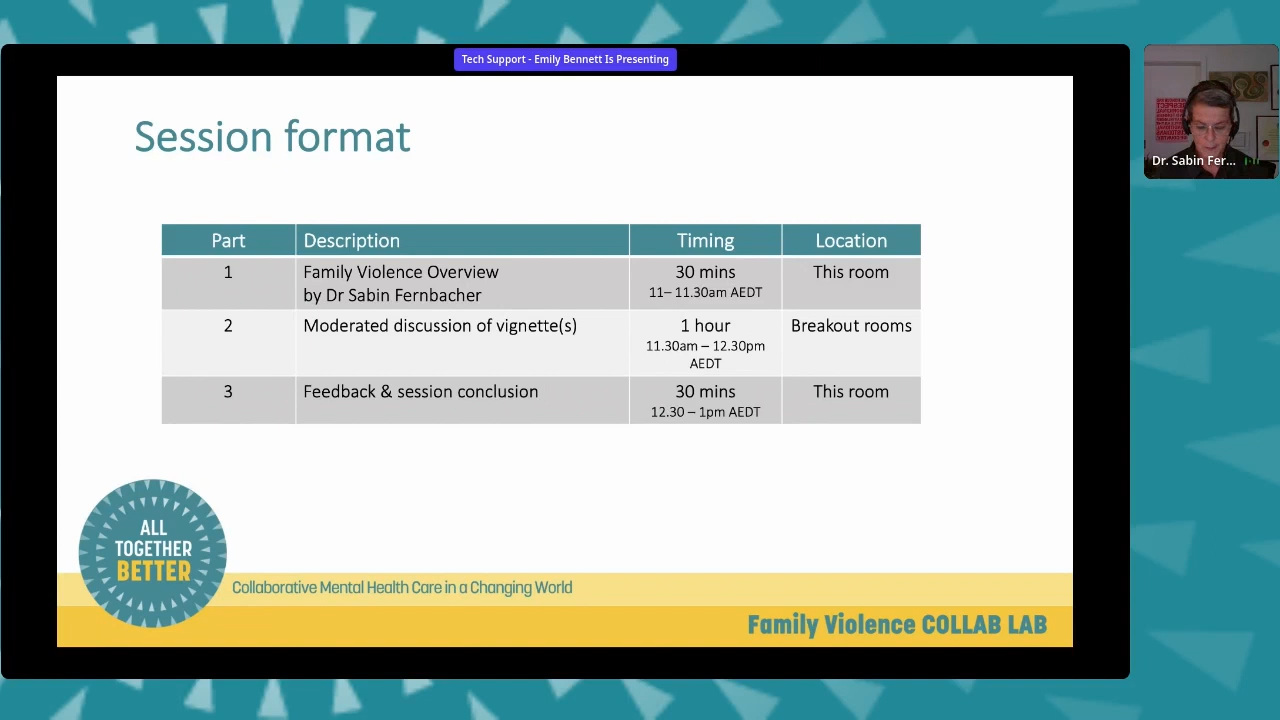 Tech Support - Emily Bennett Is Presenting
Session format
Part Description Timing Location
1 Family Violence Overview 30 mins This room
by Dr Sabin Fernbacher 11– 11.30am AEDT
2 Moderated discussion of vignette(s) 1 hour Breakout rooms
11.30am – 12.30pm
AEDT
3 Feedback & session conclusion 30 mins This room
12.30 – 1pm AEDT
ALL
TOGETHER
BETTER
Collaborative Mental Health Care in a Changing World
Family Violence COLLAB LAB
Dr. Sabin Fer...